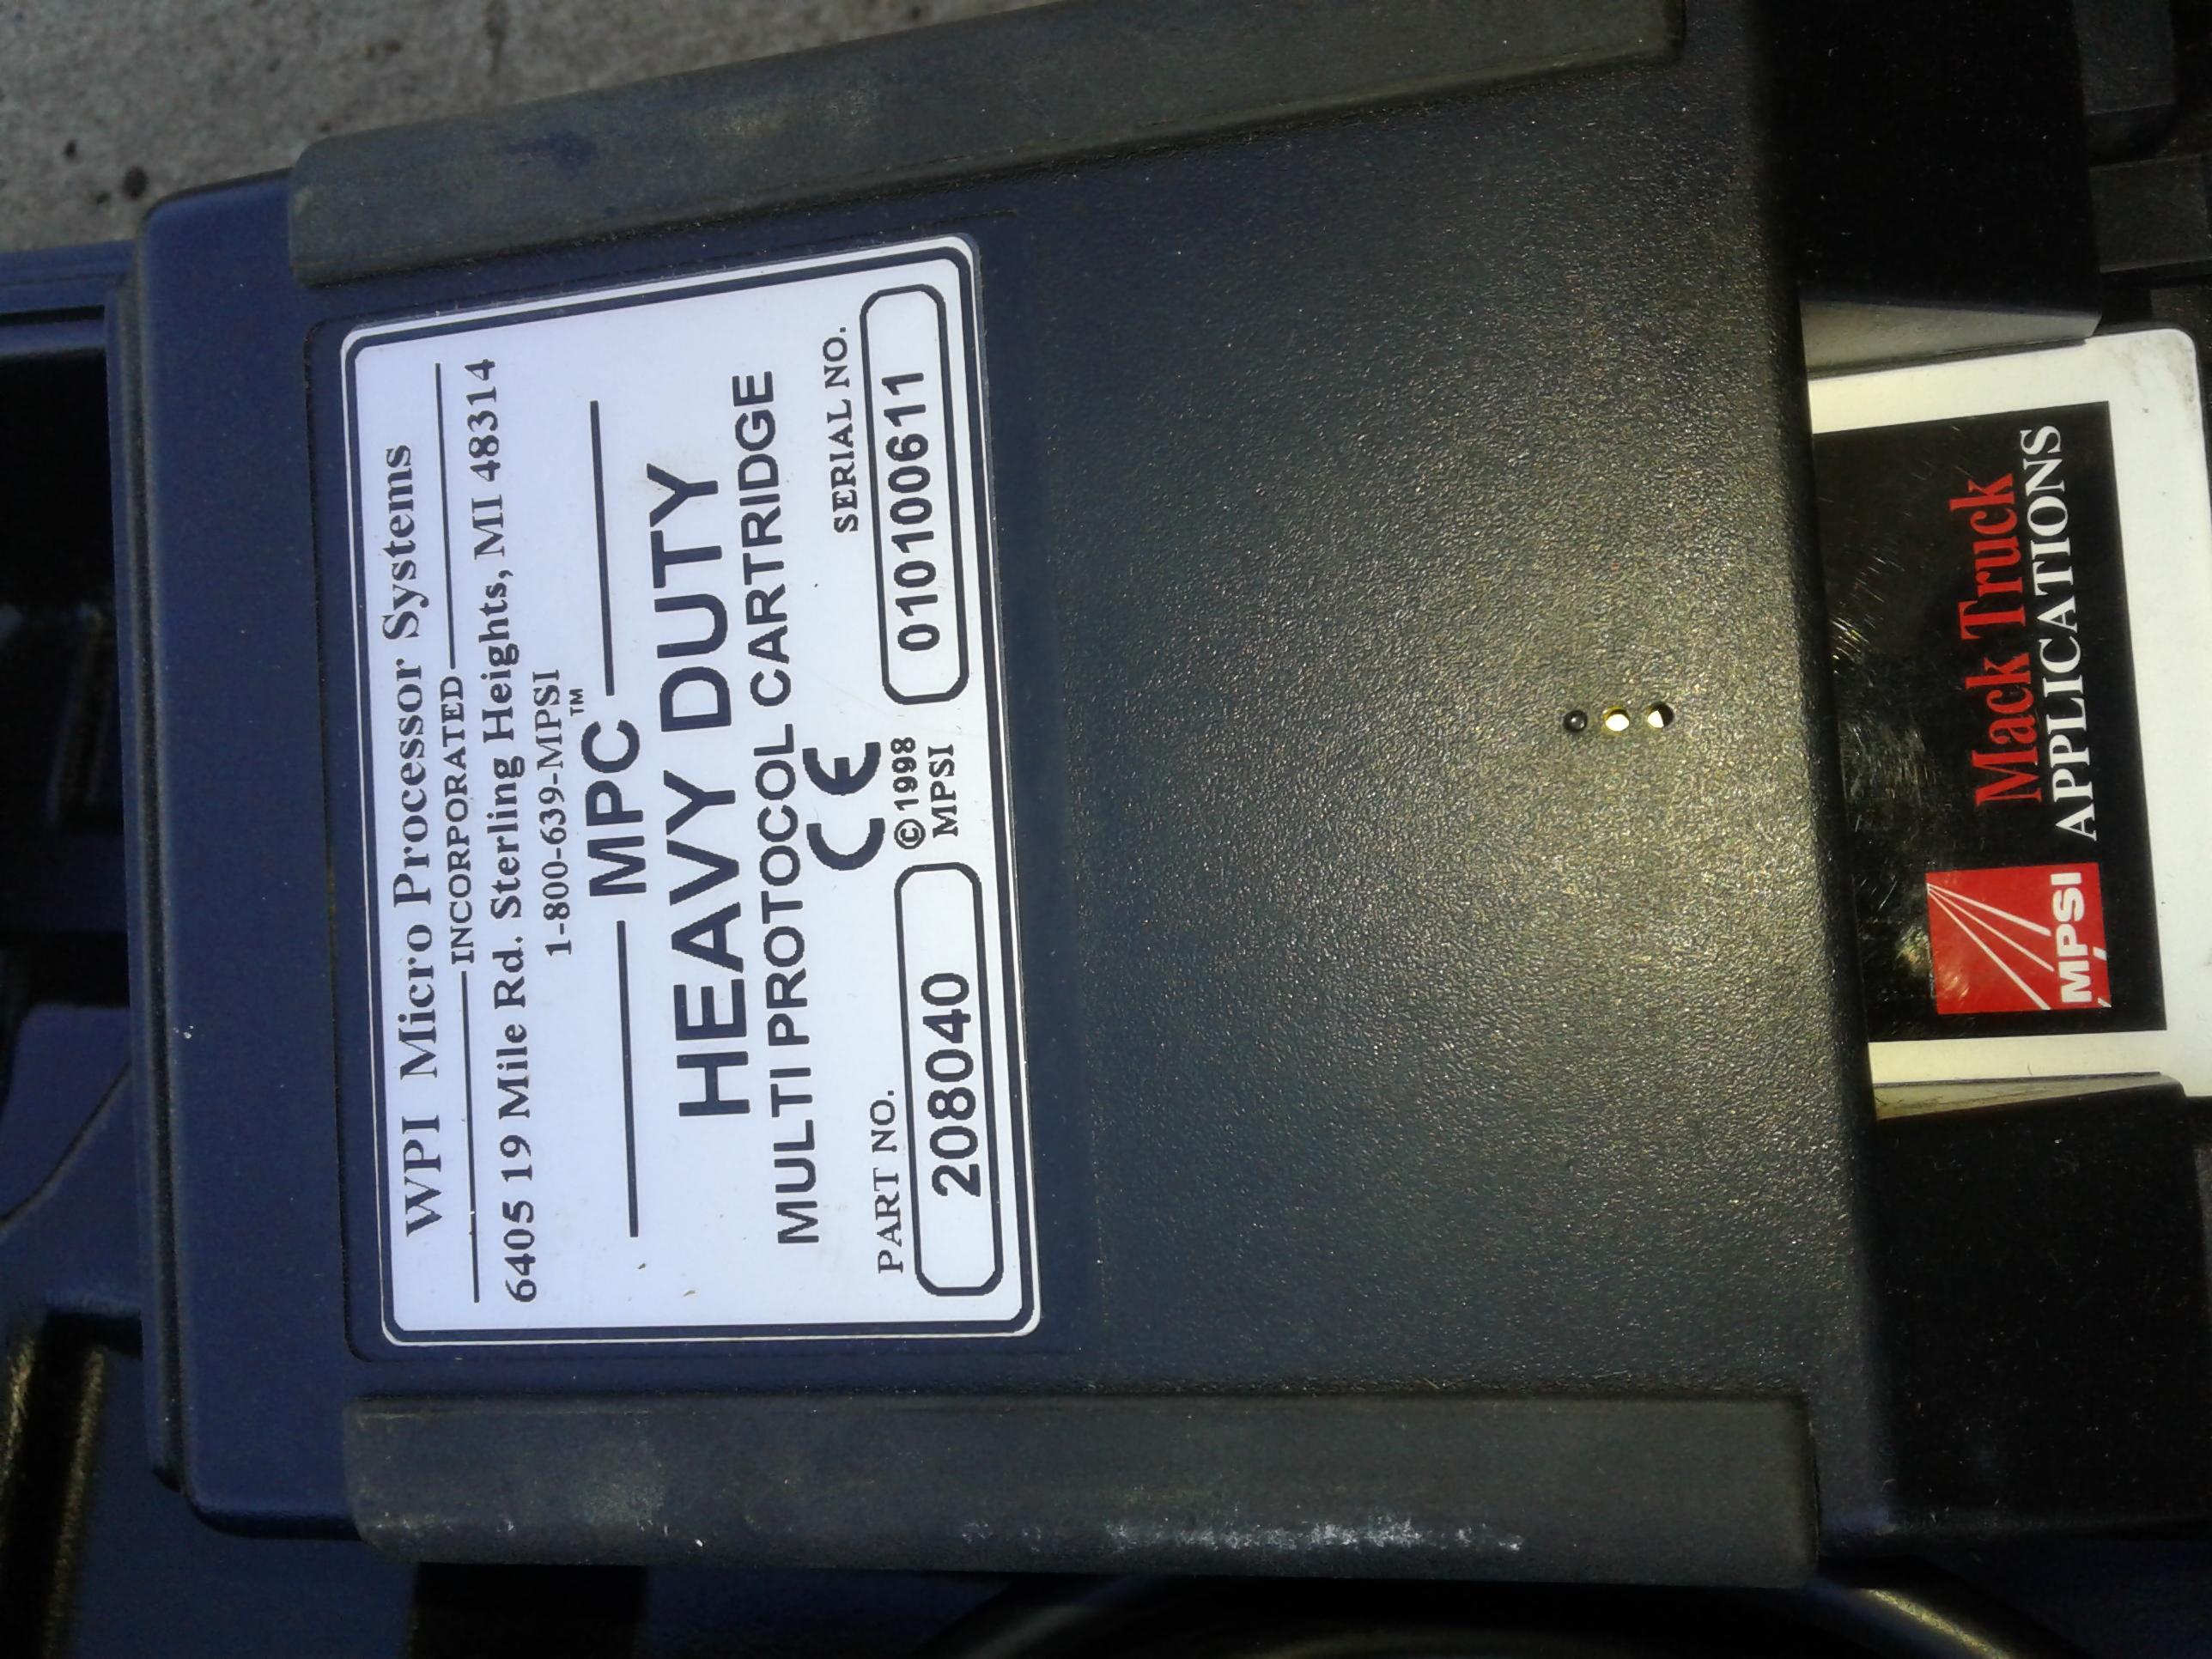 WPI Micro Processor Systems
INCORPORATED
6405 19 Mile Rd. Sterling Heights, MI 48314
1-800-639-MPSI
MPC™
HEAVY DUTY
MULTI PROTOCOL CARTRIDGE
CE
PART NO.
208040
©1998
MPSI
SERIAL NO.
010100611
MPSI
Mack Truck
APPLICATIONS